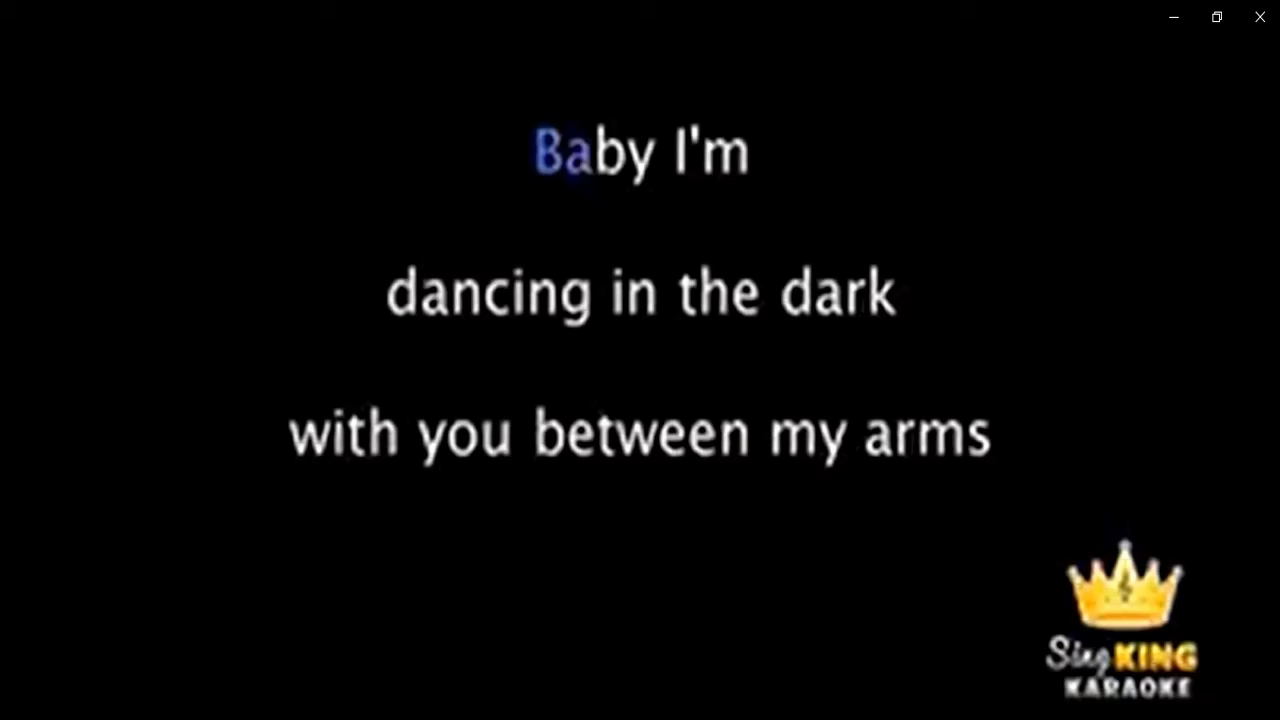 Baby I'm
dancing in the dark
with you between my arms
Sing KING
KARAOKE